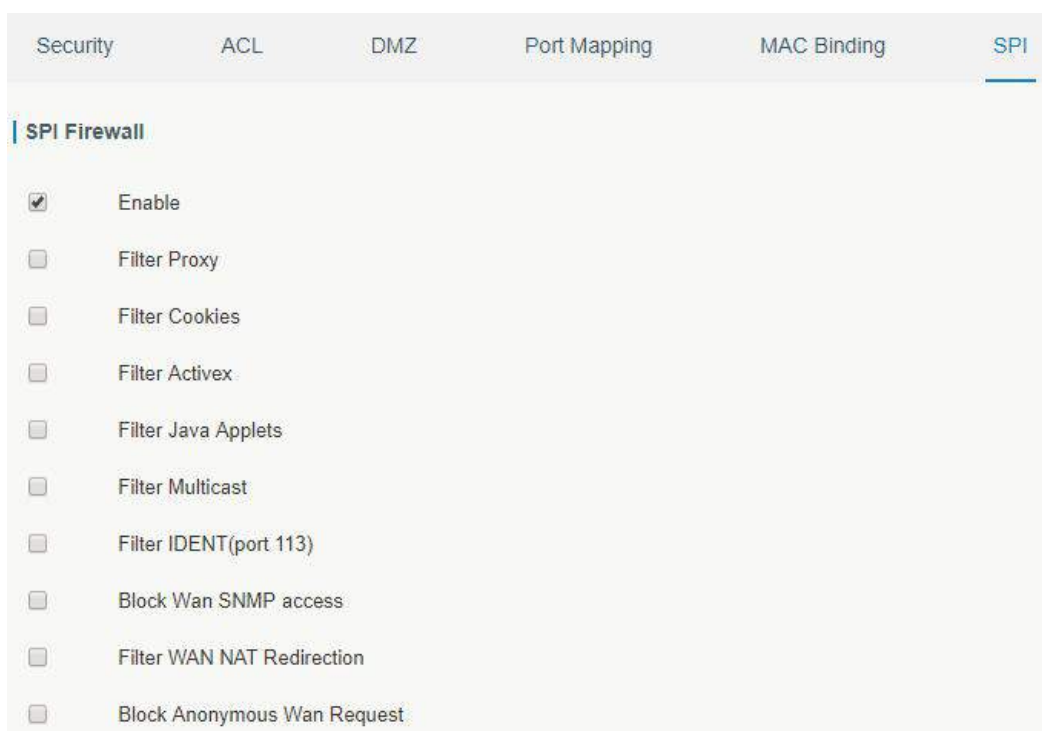 Security ACL DMZ Port Mapping MAC Binding SPI
SPI Firewall
Enable
Filter Proxy
Filter Cookies
Filter Activex
Filter Java Applets
Filter Multicast
Filter IDENT(port 113)
Block Wan SNMP access
Filter WAN NAT Redirection
Block Anonymous Wan Request